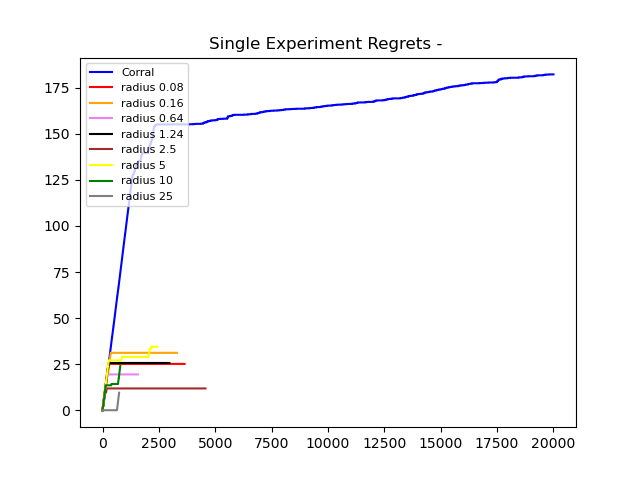 Single Experiment Regrets -
Corral
radius 0.08
radius 0.16
radius 0.64
radius 1.24
radius 2.5
radius 5
radius 10
radius 25
175
150
125
100
75
50
25
0
0 2500 5000 7500 10000 12500 15000 17500 20000